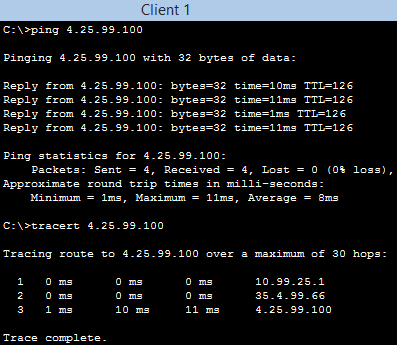 Client 1
C:\>ping 4.25.99.100
Pinging 4.25.99.100 with 32 bytes of data:
Reply from 4.25.99.100: bytes=32 time=10ms TTL=126
Reply from 4.25.99.100: bytes=32 time=11ms TTL=126
Reply from 4.25.99.100: bytes=32 time=1ms TTL=126
Reply from 4.25.99.100: bytes=32 time=11ms TTL=126
Ping statistics for 4.25.99.100:
Packets: Sent = 4, Received = 4, Lost = 0 (0% loss),
Approximate round trip times in milli-seconds:
Minimum = 1ms, Maximum = 11ms, Average = 8ms
C:\>tracert 4.25.99.100
Tracing route to 4.25.99.100 over a maximum of 30 hops:
1 0 ms 0 ms 0 ms 10.99.25.1
2 0 ms 0 ms 0 ms 35.4.99.66
3 1 ms 10 ms 11 ms 4.25.99.100
Trace complete.